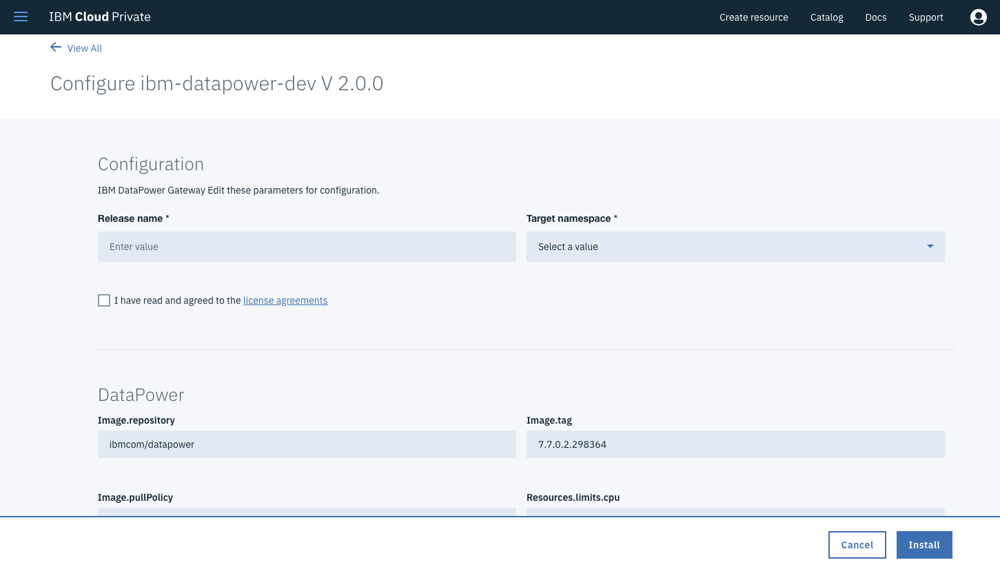 IBM Cloud Private
Create resource Catalog Docs Support
View All
Configure ibm-datapower-dev V 2.0.0
Configuration
IBM DataPower Gateway Edit these parameters for configuration.
Release name * Target namespace *
Enter value Select a value
I have read and agreed to the license agreements
DataPower
Image.repository Image.tag
ibmcom/datapower 7.7.0.2.298364
Image.pullPolicy Resources.limits.cpu
Cancel Install